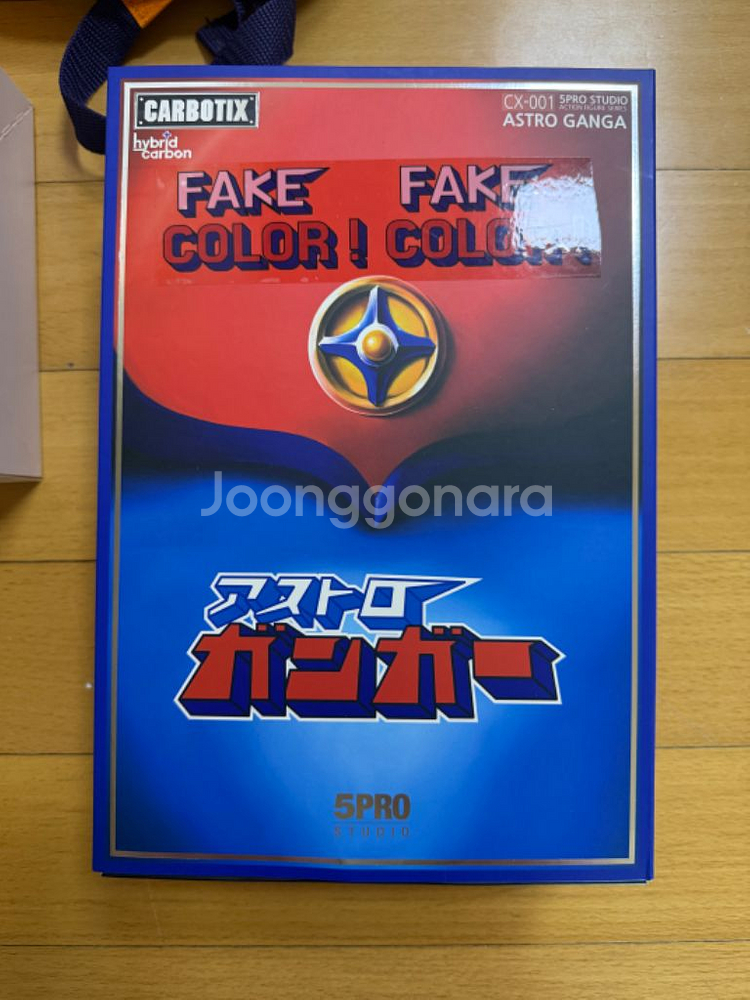 CARBOTIX
hybrid
carbon
CX-001 5PRO STUDIO
ACTION FIGURE SERIES
ASTRO GANGA
FAKE FAKE
COLOR! COLO
Joonggonara
アストロ
ガンガー
5PRO
STUDIO